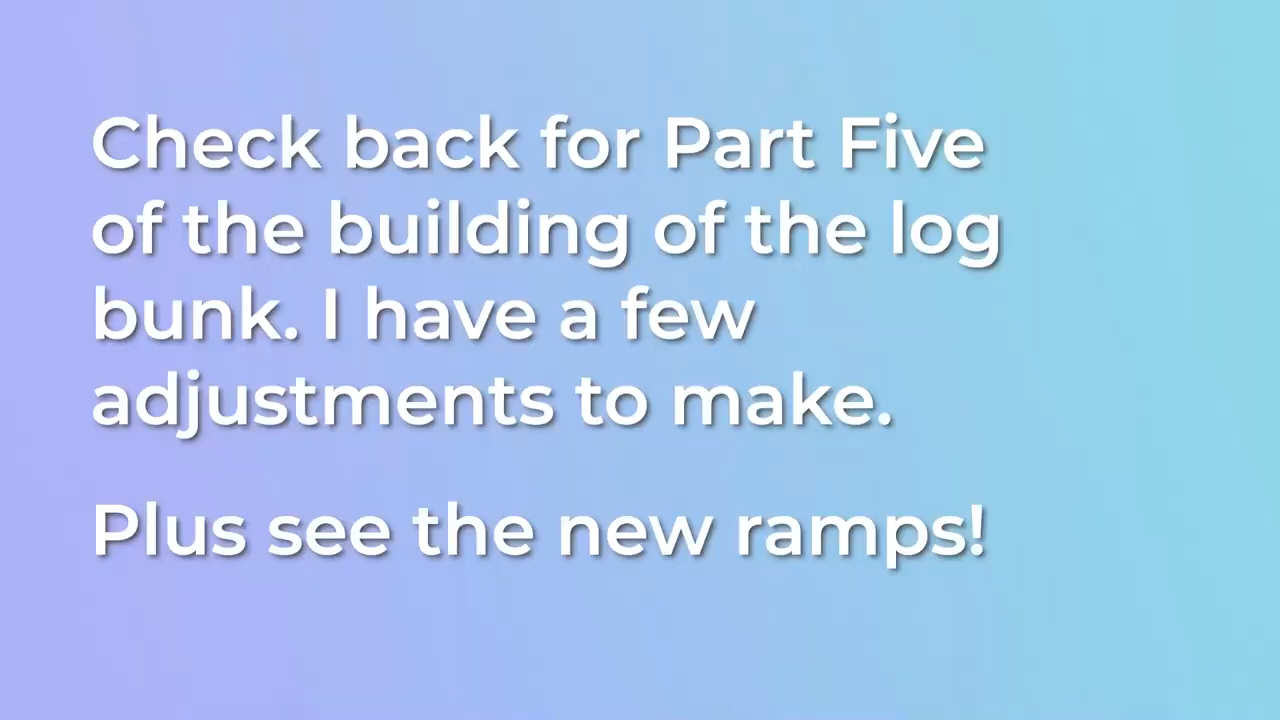 Check back for Part Five
of the building of the log
bunk. I have a few
adjustments to make.
Plus see the new ramps!